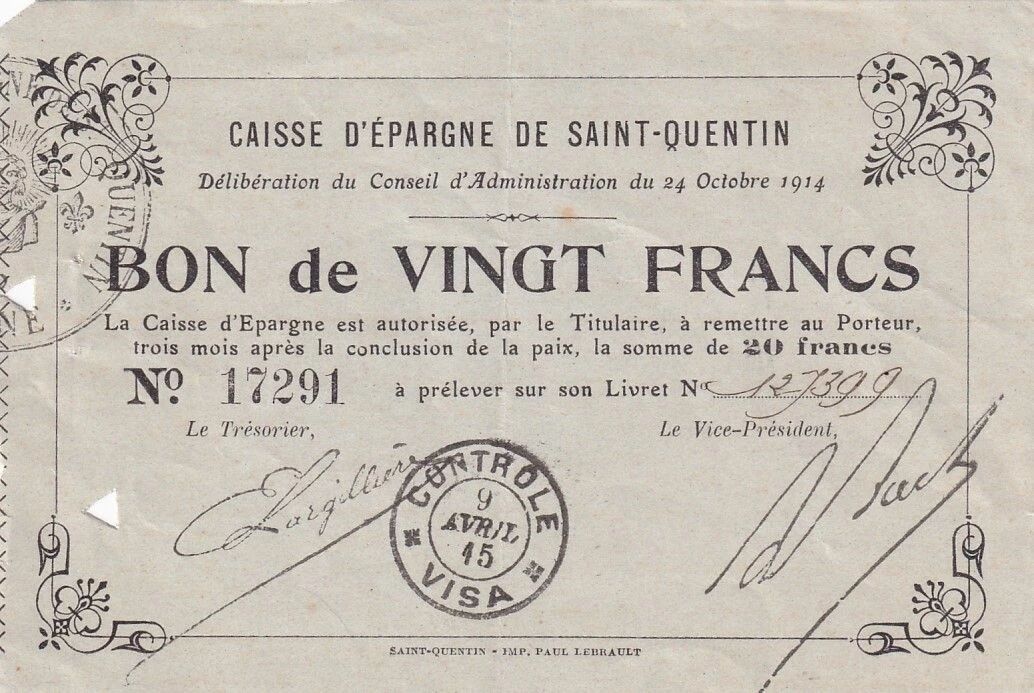 CAISSE D'ÉPARGNE DE SAINT-QUENTIN
Délibération du Conseil d'Administration du 24 Octobre 1914
BON de VINGT FRANCS
La Caisse d'Epargne est autorisée, par le Titulaire, à remettre au Porteur,
trois mois après la conclusion de la paix, la somme de 20 francs
No. 17291 à prélever sur son Livret No 127399
Le Trésorier, Le Vice-Président,
CONTROLE
9
AVRIL
15
VISA
QUENTIN
SAINT-QUENTIN - IMP. PAUL LEBRAULT